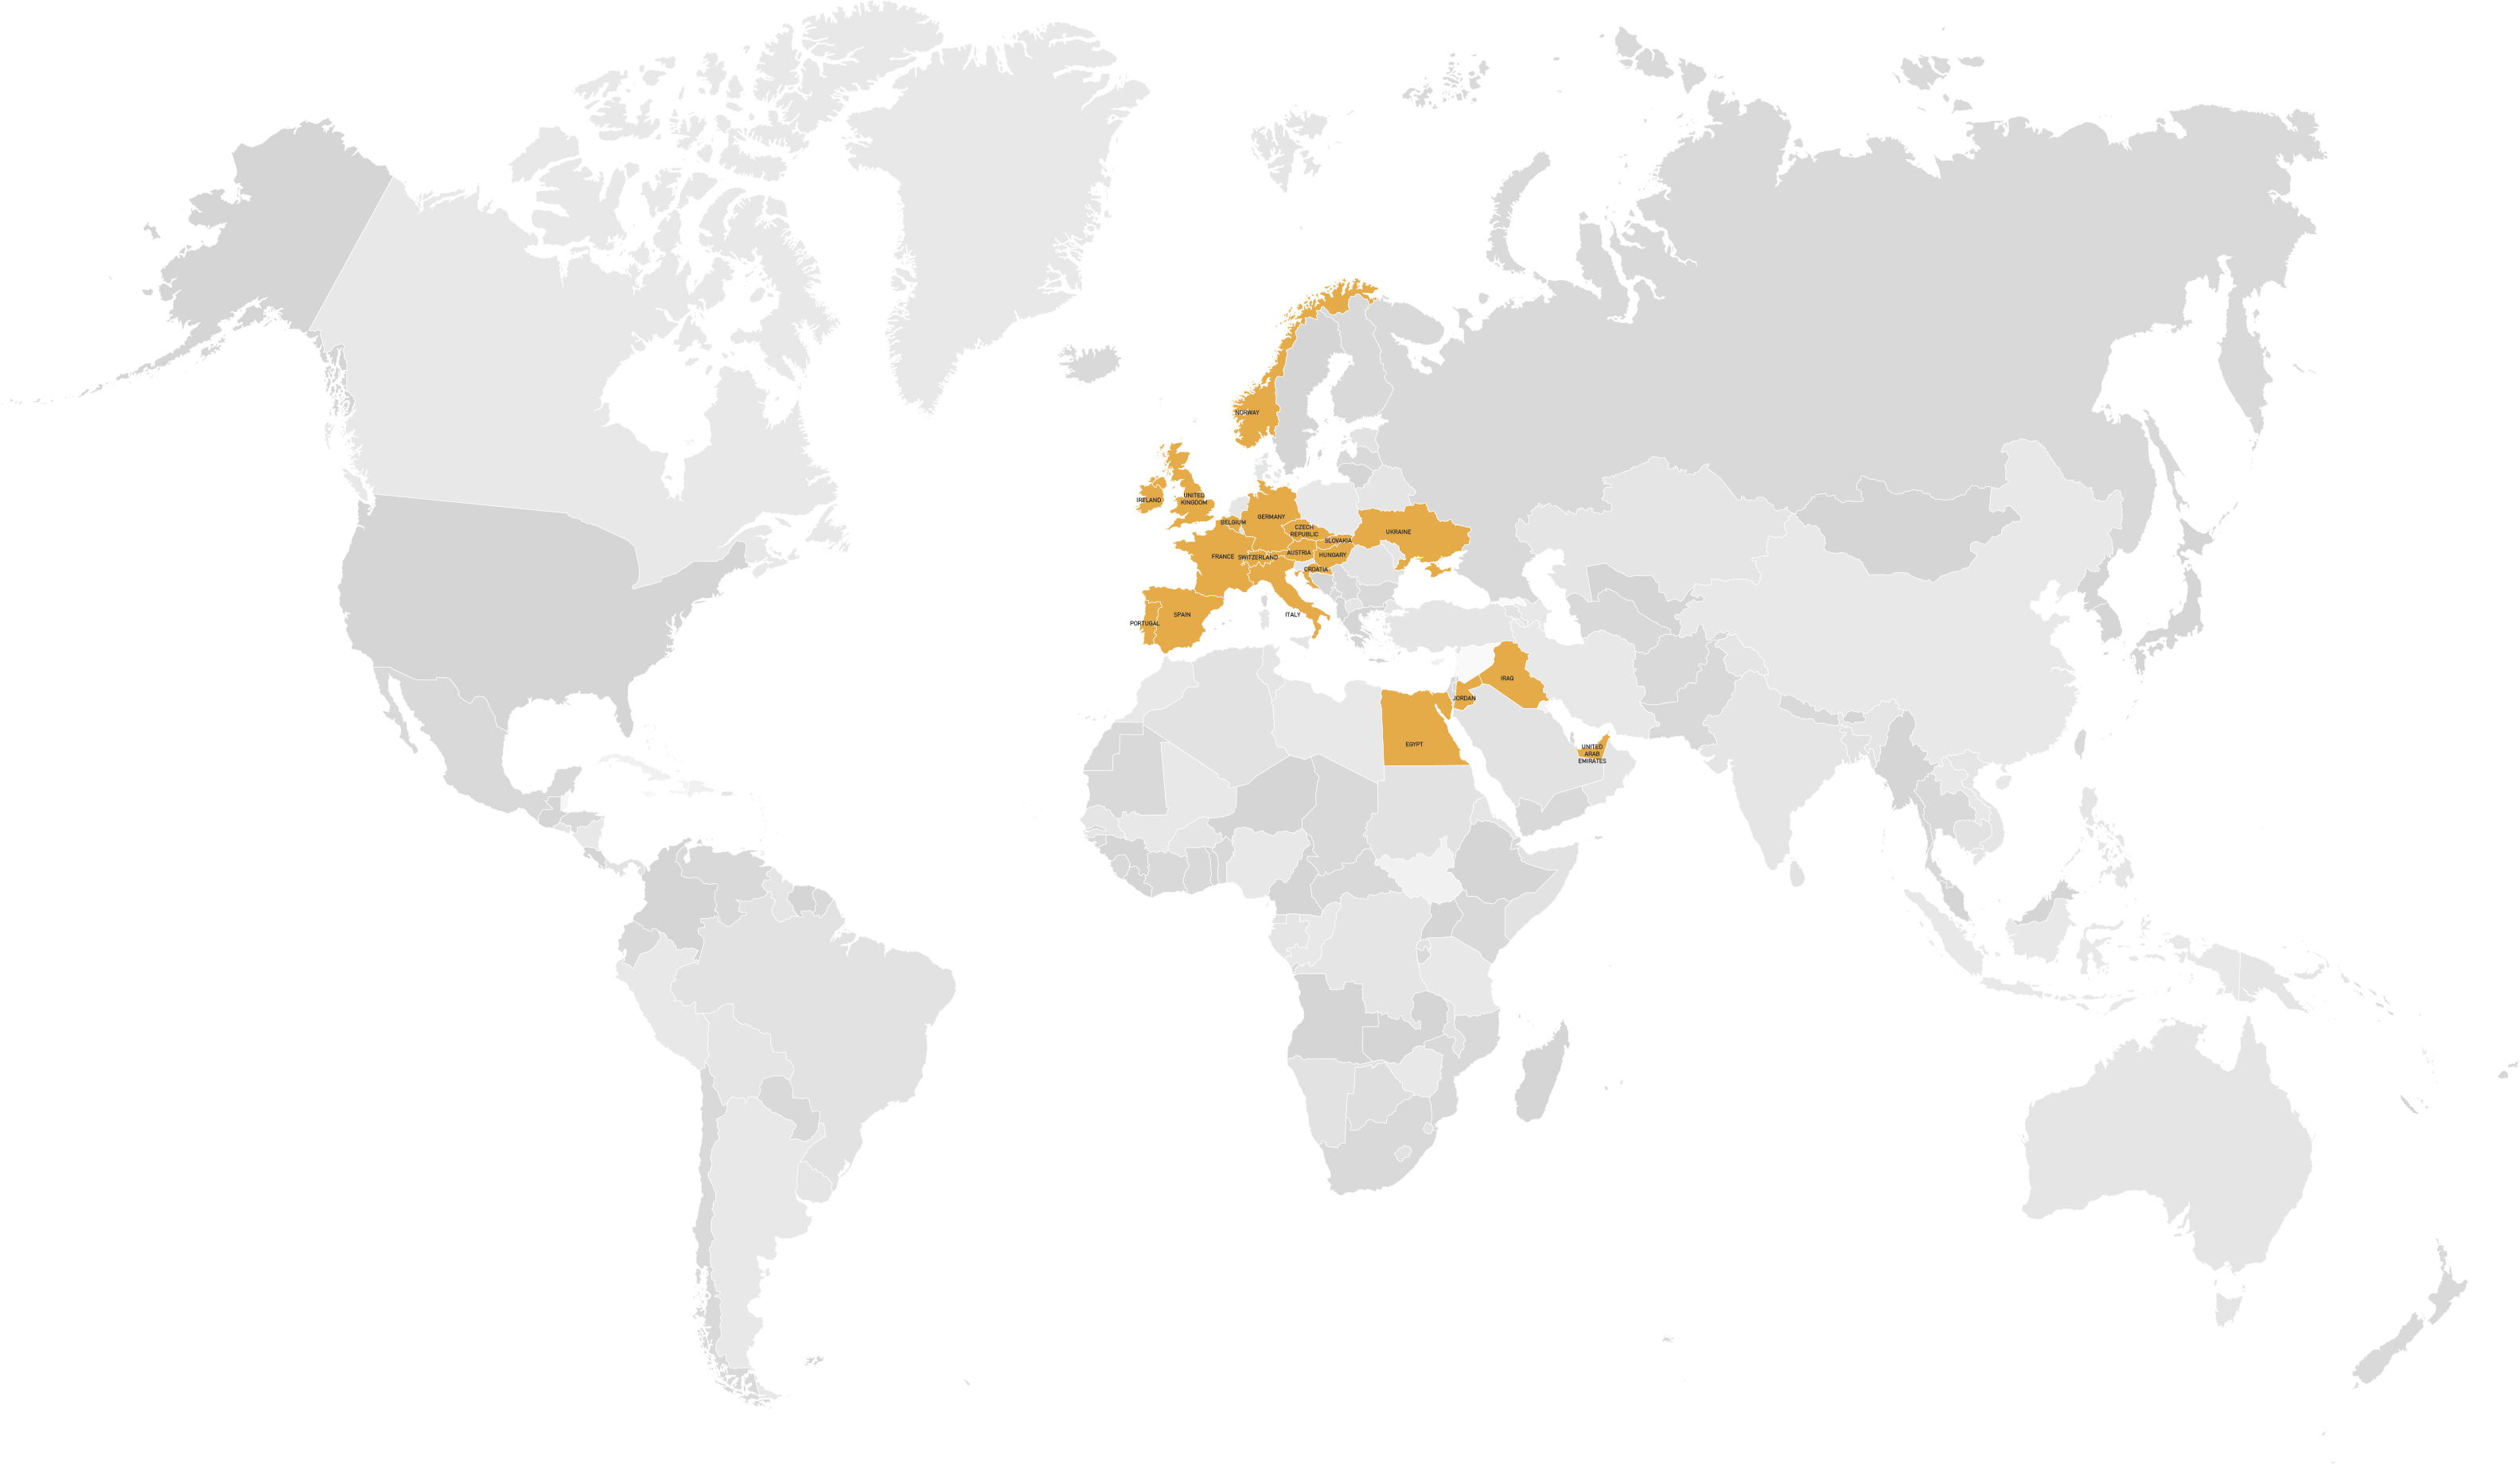 NORWAY
IRELAND
UNITED
KINGDOM
BELGIUM
GERMANY
CZECH
REPUBLIC
UKRAINE
SLOVAKIA
FRANCE
SWITZERLAND
AUSTRIA
HUNGARY
CROATIA
PORTUGAL
SPAIN
ITALY
IRAQ
JORDAN
EGYPT
UNITED
ARAB
EMIRATES